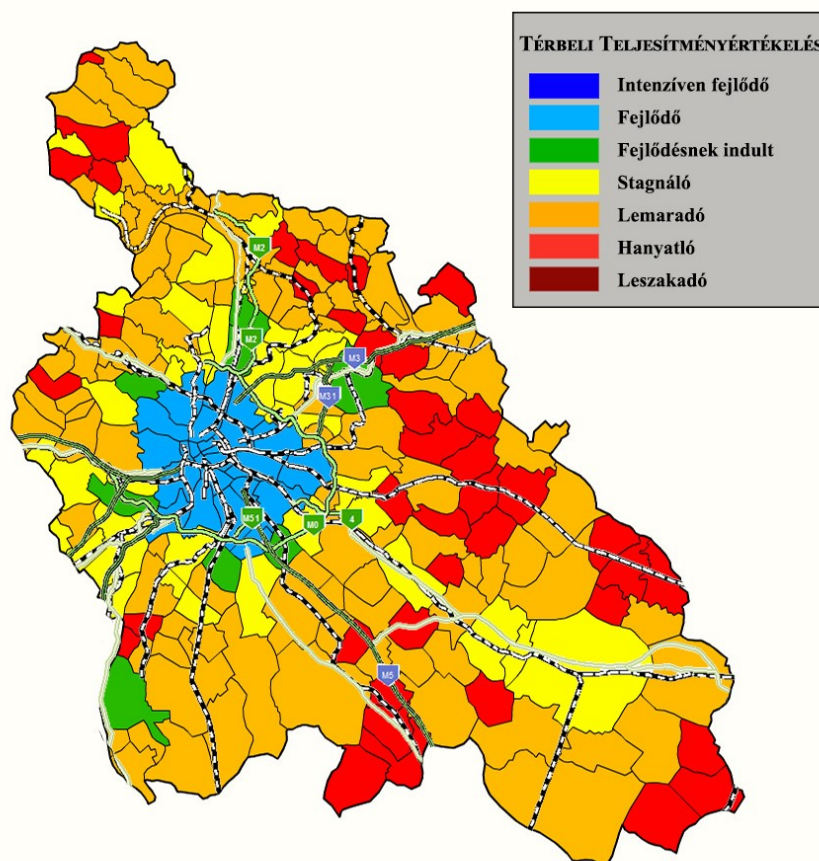 TÉRBELI TELJESÍTMÉNYÉRTÉKELÉS
Intenzíven fejlődő
Fejlődő
Fejlődésnek indult
Stagnáló
Lemaradó
Hanyatló
Leszakadó
M2
M2
M3
M31
M51
M0
4
M5